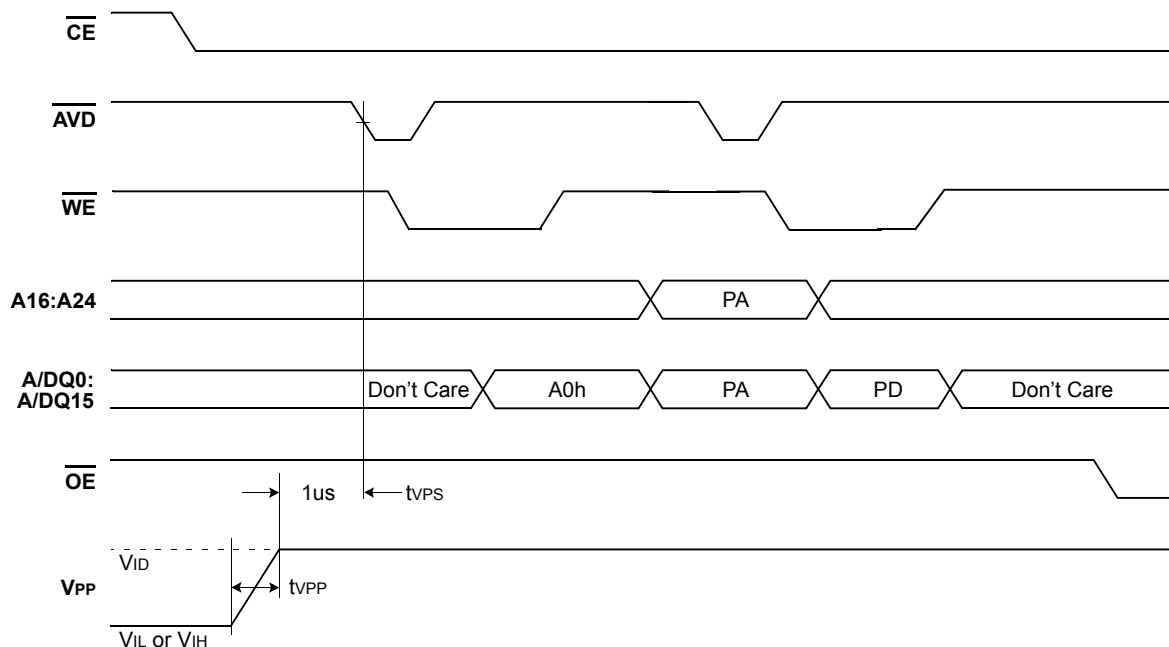 CE
AVD
WE
A16:A24
PA
A/DQ0:
A/DQ15
Don't Care
A0h
PA
PD
Don't Care
OE
1us
tVPS
VID
VPP
tVPP
VIL or VIH